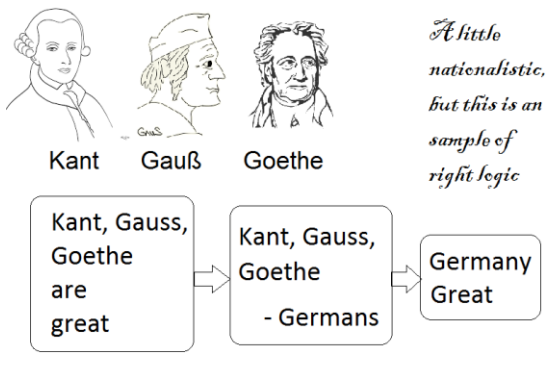 A little
nationalistic,
but this is an
sample of
right logic
GauS
Kant Gauß Goethe
Kant, Gauss,
Goethe
are
great
Kant, Gauss,
Goethe
- Germans
Germany
Great